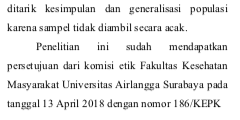 ditarik kesimpulan dan generalisasi populasi
karena sampel tidak diambil secara acak.
Penelitian ini sudah mendapatkan
persetujuan dari komisi etik Fakultas Kesehatan
Masyarakat Universitas Airlangga Surabaya pada
tanggal 13 April 2018 dengan nomor 186/KEPK